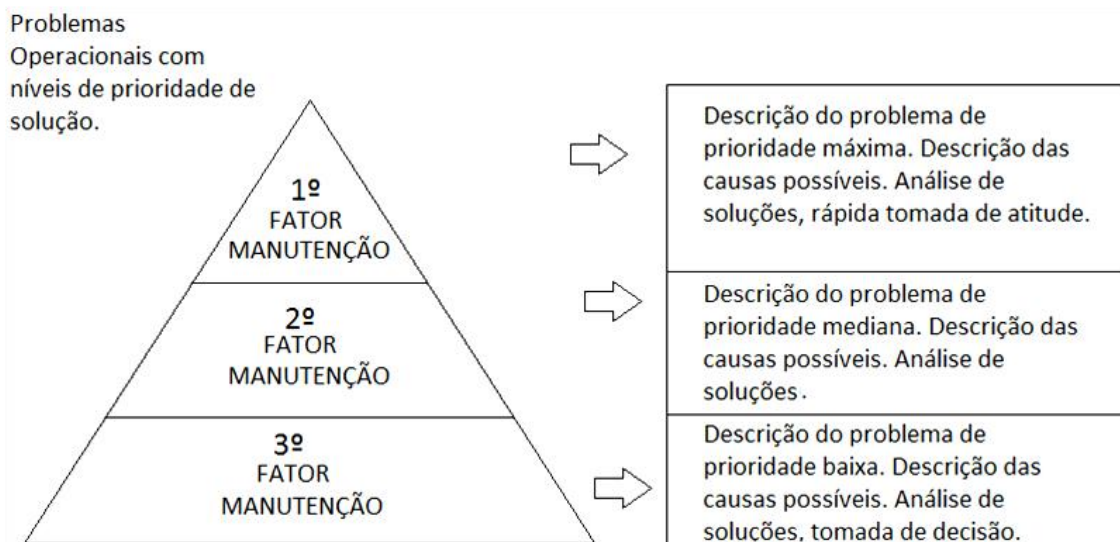 Problemas
Operacionais com
níveis de prioridade de
solução.
1º
FATOR
MANUTENÇÃO
Descrição do problema de
prioridade máxima. Descrição das
causas possíveis. Análise de
soluções, rápida tomada de atitude.
2º
FATOR
MANUTENÇÃO
Descrição do problema de
prioridade mediana. Descrição das
causas possíveis. Análise de
soluções.
3º
FATOR
MANUTENÇÃO
Descrição do problema de
prioridade baixa. Descrição das
causas possíveis. Análise de
soluções, tomada de decisão.